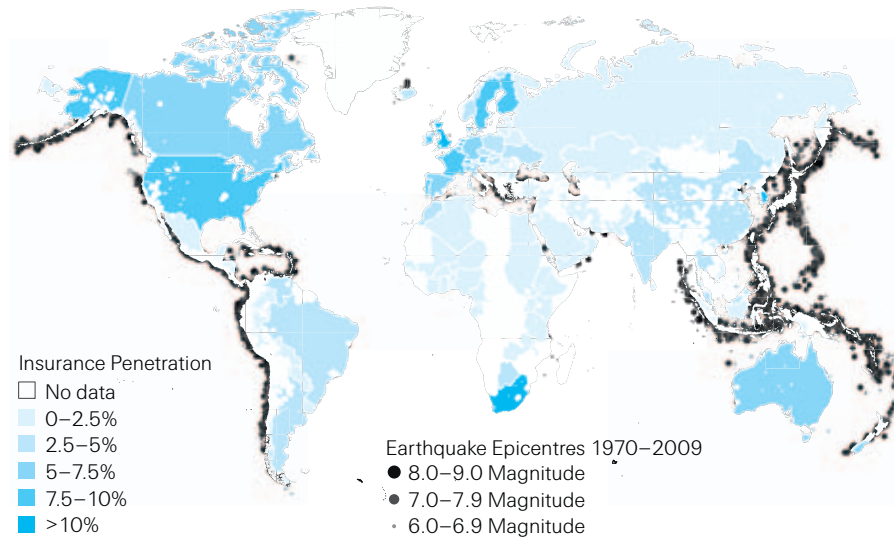 Insurance Penetration
No data
0–2.5%
2.5–5%
5–7.5%
7.5–10%
>10%
Earthquake Epicentres 1970–2009
8.0–9.0 Magnitude
7.0–7.9 Magnitude
6.0–6.9 Magnitude